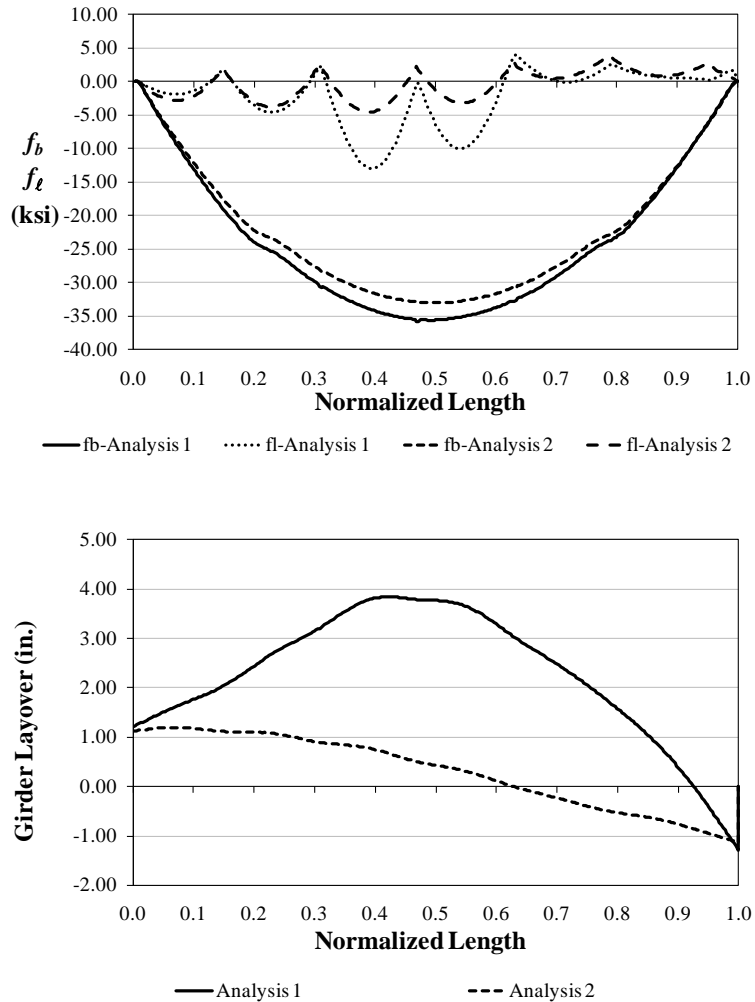 10.00
5.00
0.00
-5.00
-10.00
-15.00
-20.00
-25.00
-30.00
-35.00
-40.00
f_b
f_ℓ
(ksi)
0.0 0.1 0.2 0.3 0.4 0.5 0.6 0.7 0.8 0.9 1.0
Normalized Length
fb-Analysis 1 fl-Analysis 1 fb-Analysis 2 fl-Analysis 2
5.00
4.00
3.00
2.00
1.00
0.00
-1.00
-2.00
Girder Layover (in.)
0.0 0.1 0.2 0.3 0.4 0.5 0.6 0.7 0.8 0.9 1.0
Normalized Length
Analysis 1 Analysis 2